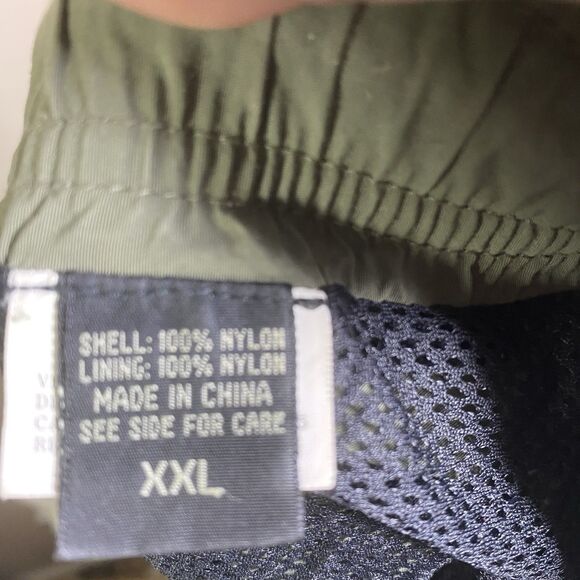 SHELL: 100% NYLON
LINING: 100% NYLON
MADE IN CHINA
SEE SIDE FOR CARE
XXL